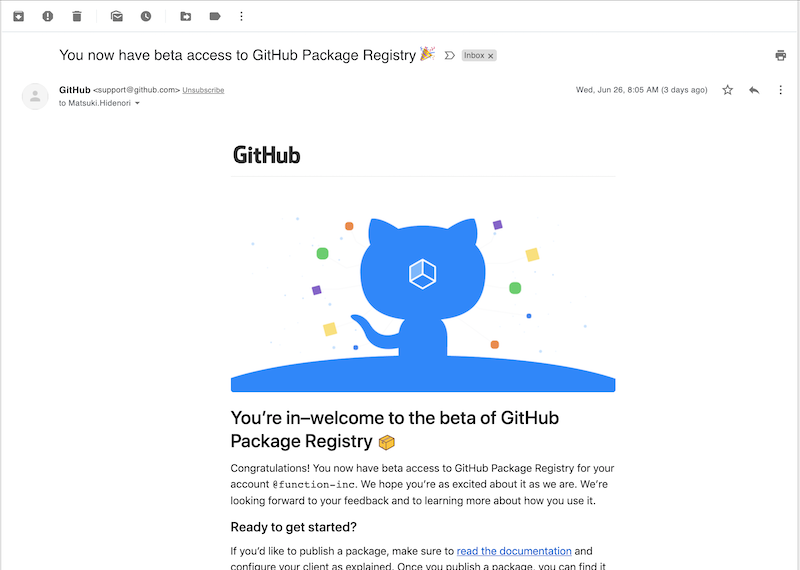 You now have beta access to GitHub Package Registry 🎉 Inbox x
GitHub <support@github.com> Unsubscribe
Wed, Jun 26, 8:05 AM (3 days ago)
to Matsuki.Hidenori
GitHub
You’re in–welcome to the beta of GitHub
Package Registry 📦
Congratulations! You now have beta access to GitHub Package Registry for your
account @function-inc. We hope you’re as excited about it as we are. We’re
looking forward to your feedback and to learning more about how you use it.
Ready to get started?
If you’d like to publish a package, make sure to read the documentation and
configure your client as explained. Once you publish a package, you can find it